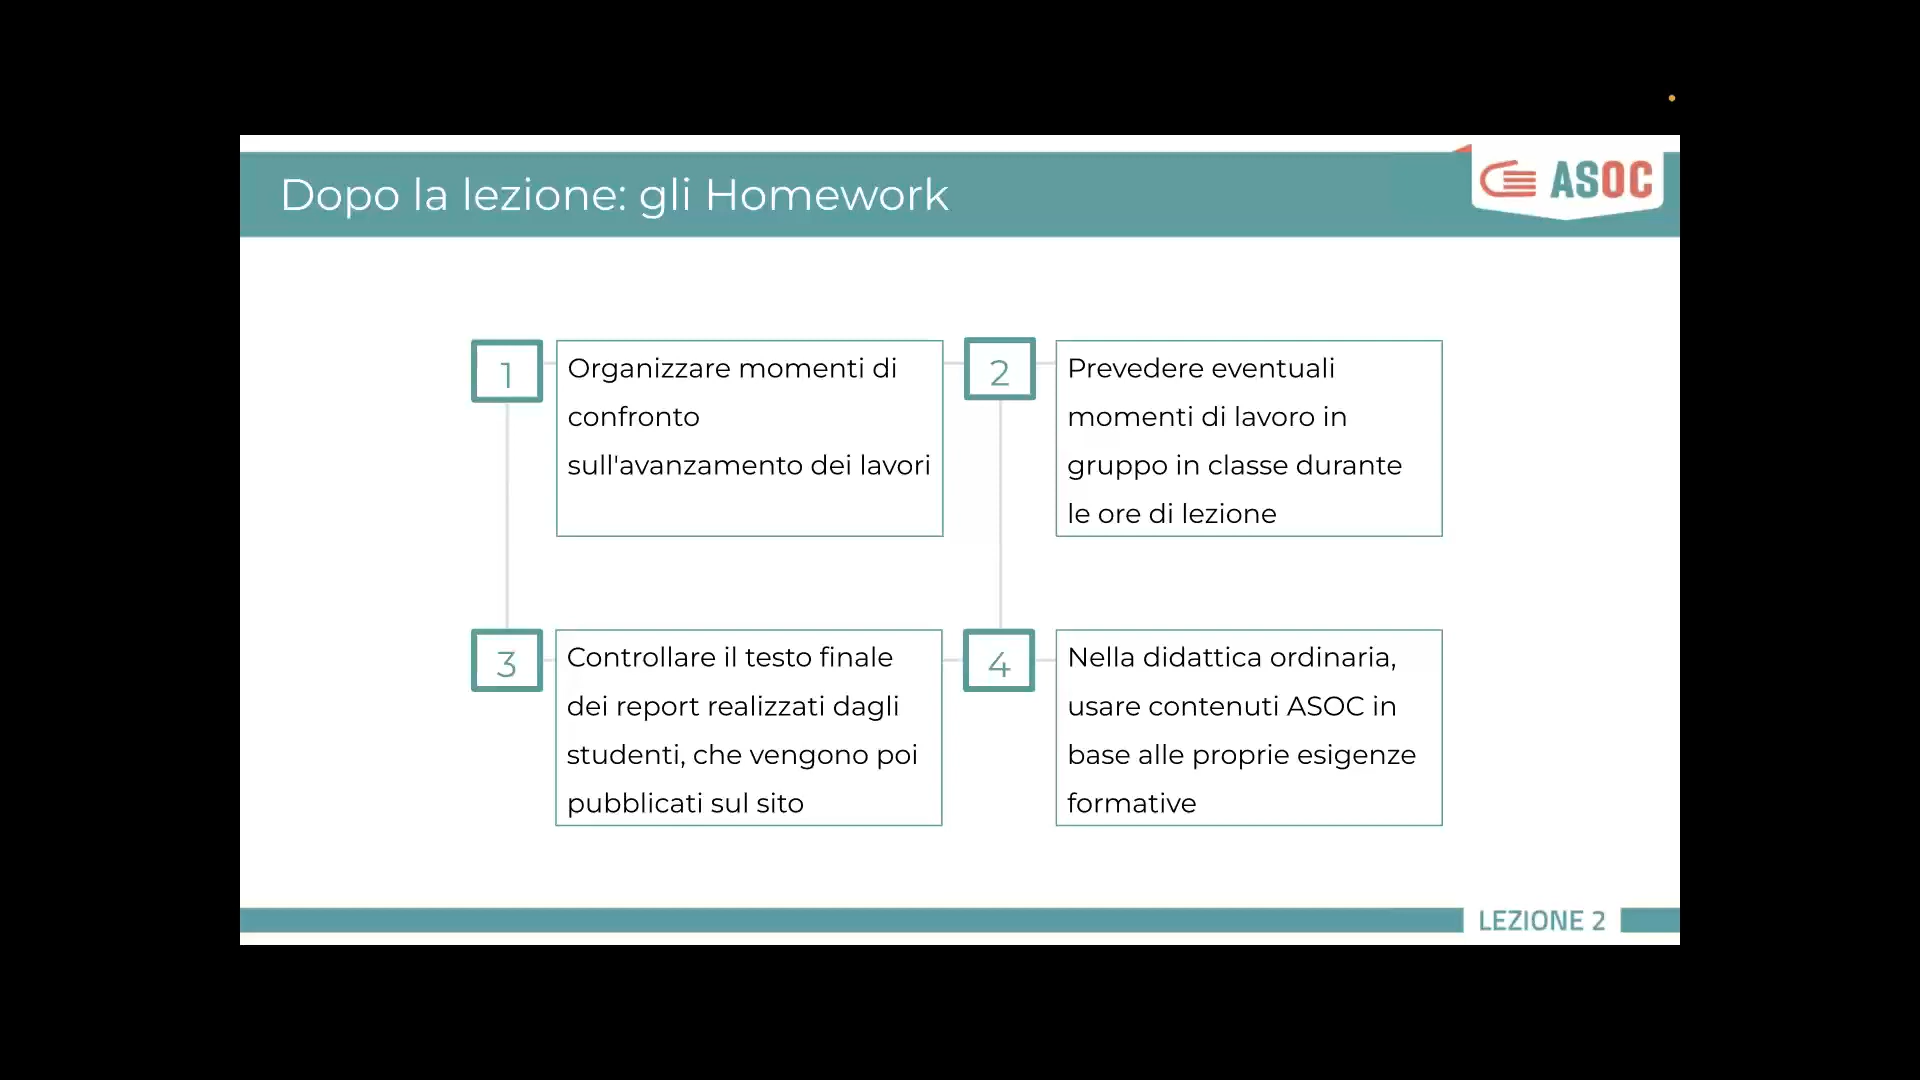 Dopo la lezione: gli Homework
ASOC
1
Organizzare momenti di
confronto
sull'avanzamento dei lavori
2
Prevedere eventuali
momenti di lavoro in
gruppo in classe durante
le ore di lezione
3
Controllare il testo finale
dei report realizzati dagli
studenti, che vengono poi
pubblicati sul sito
4
Nella didattica ordinaria,
usare contenuti ASOC in
base alle proprie esigenze
formative
LEZIONE 2